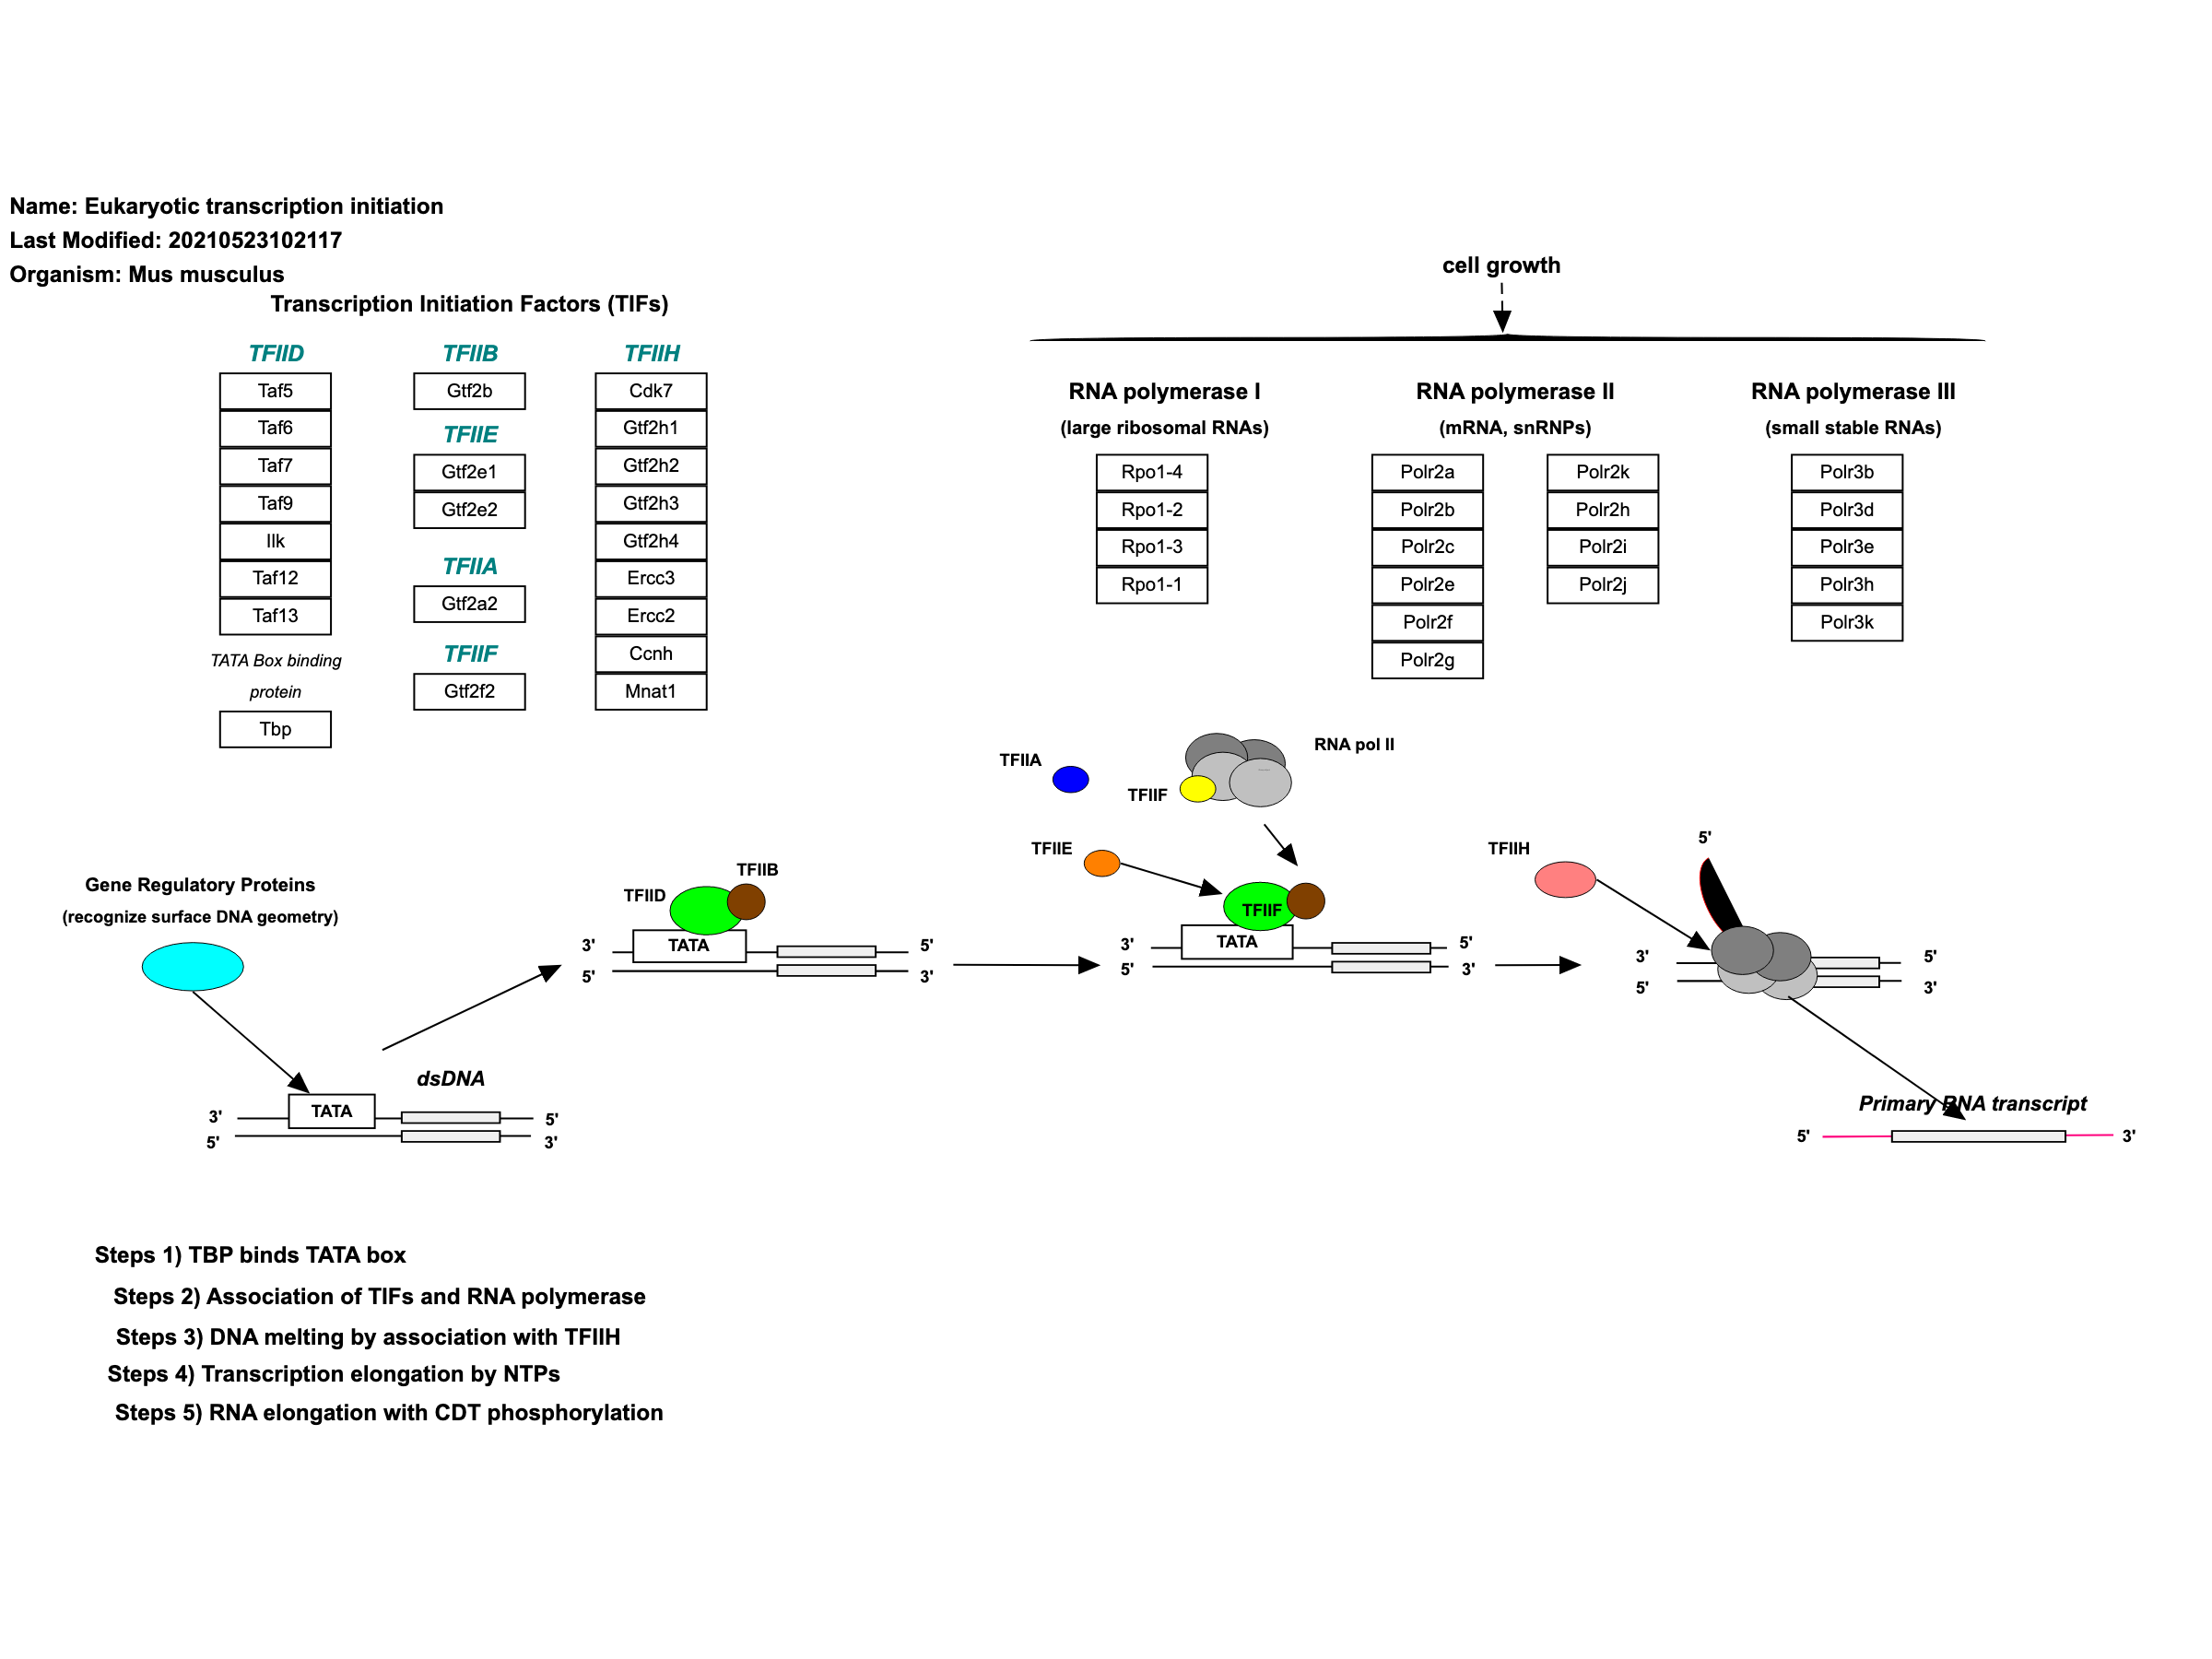 Name: Eukaryotic transcription initiation
Last Modified: 20210523102117
Organism: Mus musculus
Transcription Initiation Factors (TIFs)
TFIID
Taf5
Taf6
Taf7
Taf9
Ilk
Taf12
Taf13
TATA Box binding
protein
Tbp
TFIIB
Gtf2b
TFIIE
Gtf2e1
Gtf2e2
TFIIA
Gtf2a2
TFIIF
Gtf2f2
TFIIH
Cdk7
Gtf2h1
Gtf2h2
Gtf2h3
Gtf2h4
Ercc3
Ercc2
Ccnh
Mnat1
cell growth
RNA polymerase I
(large ribosomal RNAs)
Rpo1-4
Rpo1-2
Rpo1-3
Rpo1-1
RNA polymerase II
(mRNA, snRNPs)
Polr2a
Polr2b
Polr2c
Polr2e
Polr2f
Polr2g
Polr2k
Polr2h
Polr2i
Polr2j
RNA polymerase III
(small stable RNAs)
Polr3b
Polr3d
Polr3e
Polr3h
Polr3k
Gene Regulatory Proteins
(recognize surface DNA geometry)
dsDNA
TATA
3'
5'
5'
3'
TFIID
TFIIB
TATA
3'
5'
5'
3'
TFIIA
TFIIF
RNA pol II
TFIIE
TFIIF
TATA
3'
5'
5'
3'
TFIIH
5'
3'
5'
5'
3'
Primary RNA transcript
5'
3'
Steps 1) TBP binds TATA box
Steps 2) Association of TIFs and RNA polymerase
Steps 3) DNA melting by association with TFIIH
Steps 4) Transcription elongation by NTPs
Steps 5) RNA elongation with CDT phosphorylation